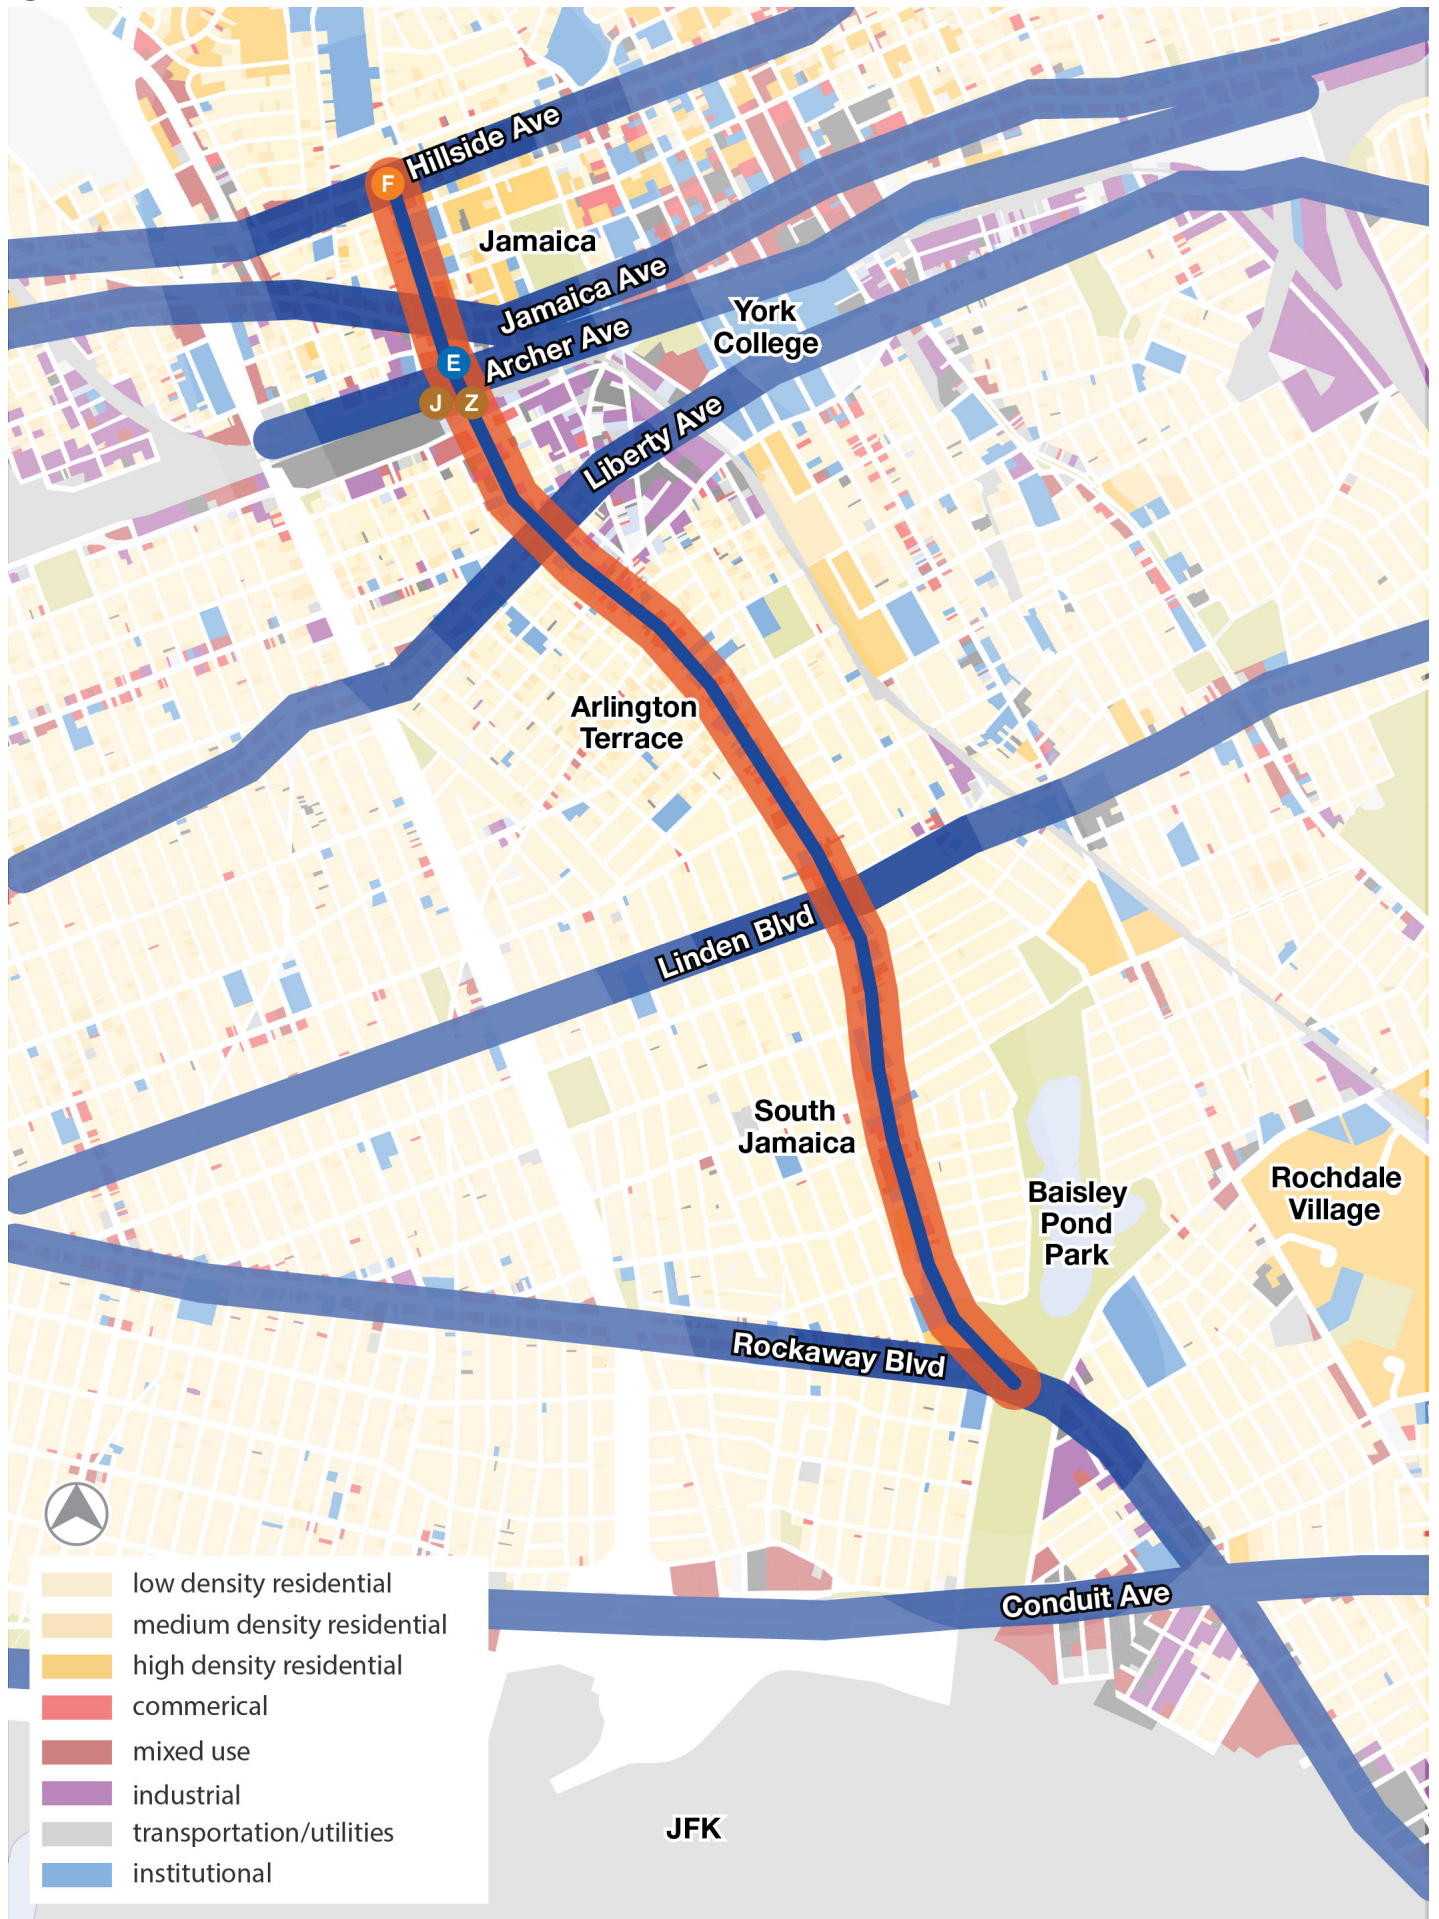 Hillside Ave
F
Jamaica
Jamaica Ave
York
College
Archer Ave
E
J
Z
Liberty Ave
Arlington
Terrace
Linden Blvd
South
Jamaica
Baisley
Pond
Park
Rochdale
Village
Rockaway Blvd
Conduit Ave
low density residential
medium density residential
high density residential
commerical
mixed use
industrial
transportation/utilities
institutional
JFK